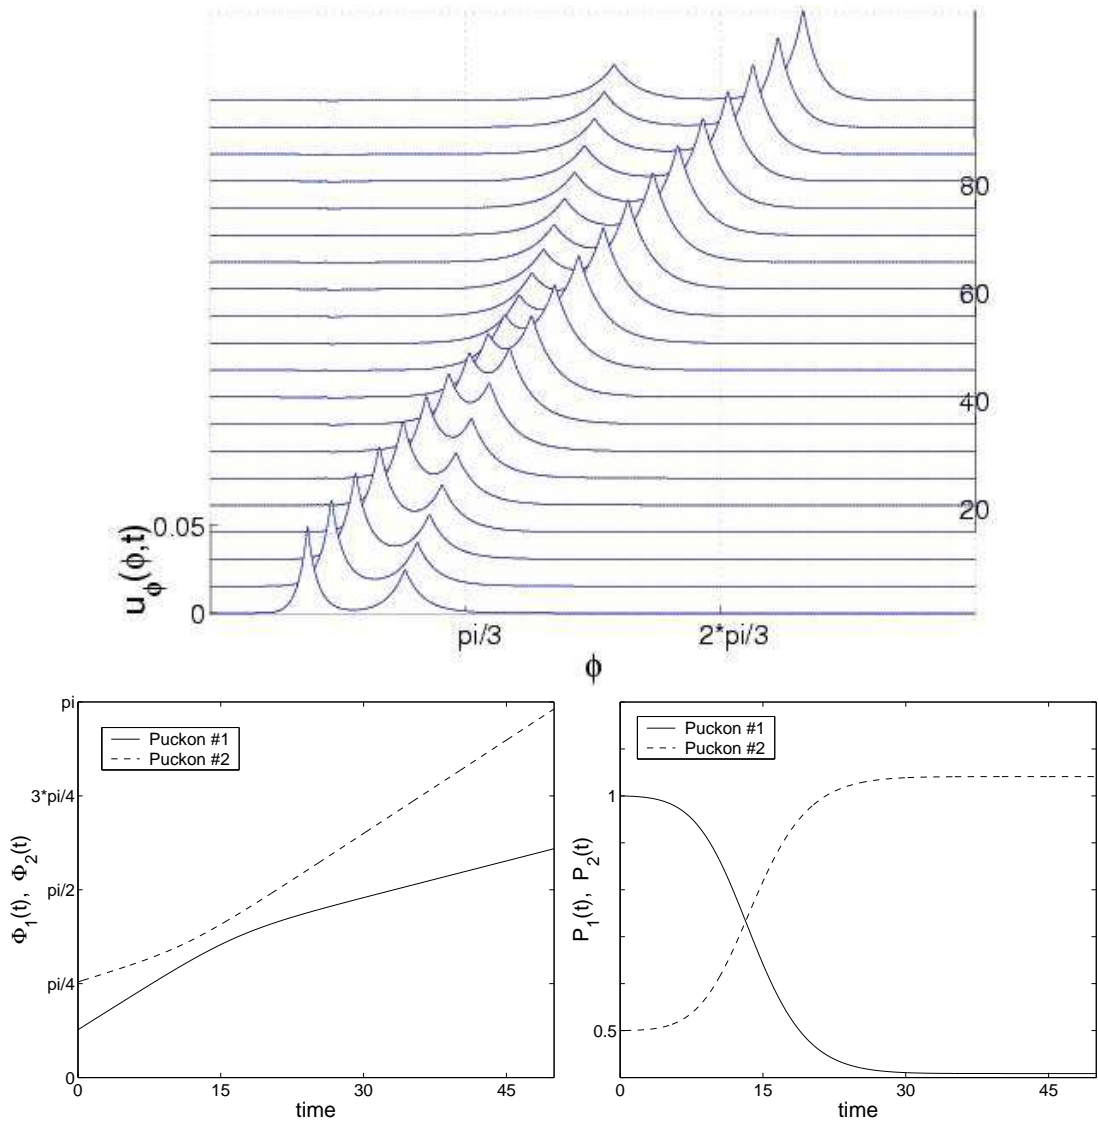 80
60
40
20
0.05
0
u_ϕ(ϕ,t)
pi/3
2*pi/3
ϕ
pi
3*pi/4
pi/2
pi/4
0
Φ_1(t), Φ_2(t)
Puckon #1
Puckon #2
0
15
30
45
time
1
0.5
P_1(t), P_2(t)
Puckon #1
Puckon #2
0
15
30
45
time